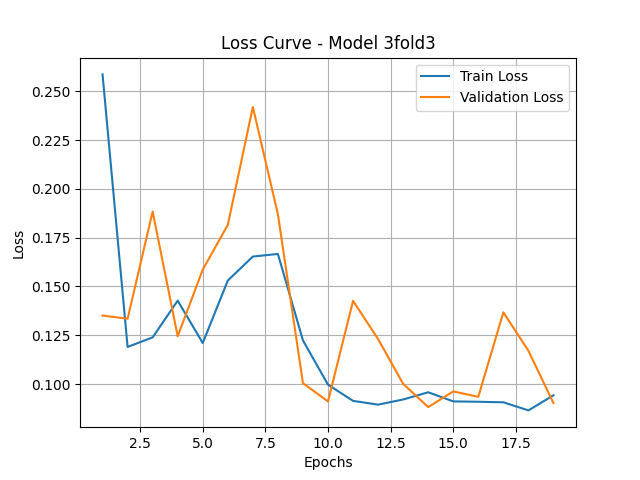 Loss Curve - Model 3fold3
Train Loss
Validation Loss
0.250
0.225
0.200
0.175
0.150
0.125
0.100
Loss
2.5 5.0 7.5 10.0 12.5 15.0 17.5
Epochs